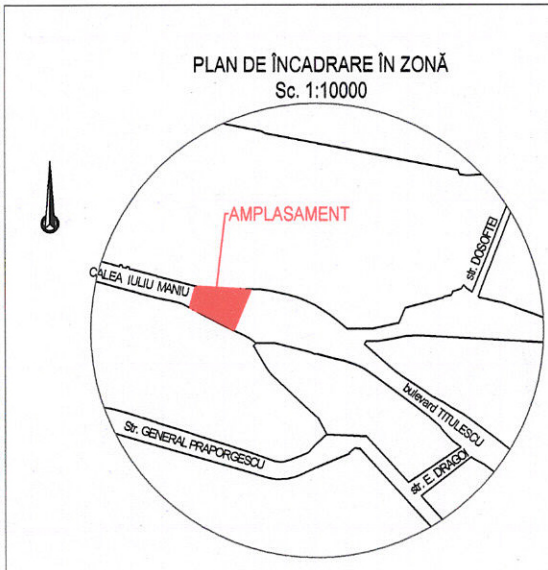 PLAN DE ÎNCADRARE ÎN ZONĂ
Sc. 1:10000
AMPLASAMENT
str. DOSOFTEI
CALEA IULIU MANIU
bulevard TITULESCU
Str. GENERAL PRAPORGESCU
str. E. DRAGOI